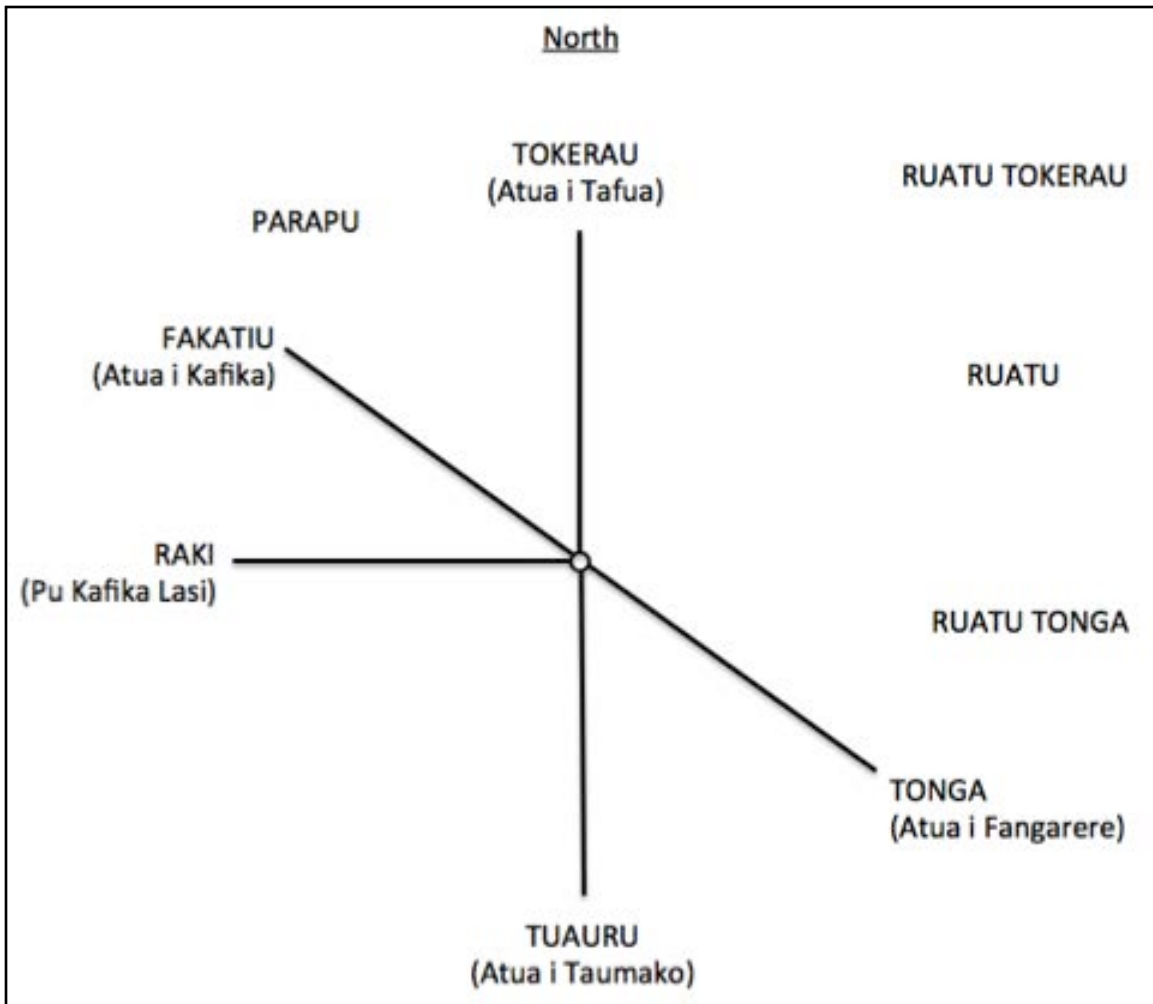 North
TOKERAU
(Atua i Tafua)
RUATU TOKERAU
PARAPU
FAKATIU
(Atua i Kafika)
RUATU
RAKI
(Pu Kafika Lasi)
RUATU TONGA
TONGA
(Atua i Fangarere)
TUAURU
(Atua i Taumako)